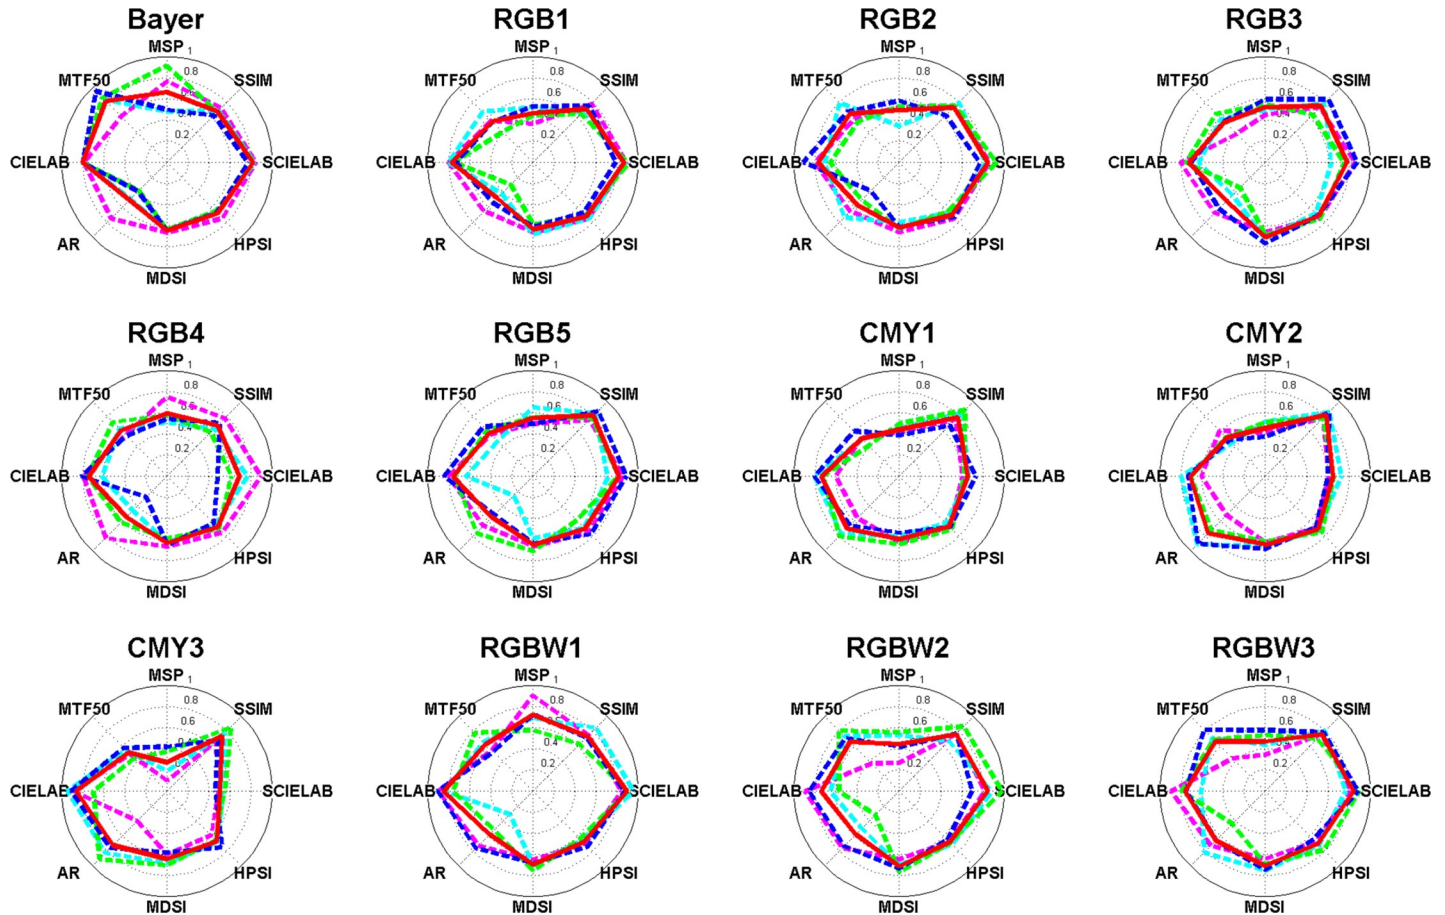 Bayer
MSP 1
0.8
MTF50 SSIM
0.6
0.2
CIELAB SCIELAB
AR HPSI
MDSI
RGB1
MSP 1
0.8
MTF50 SSIM
0.6
0.2
CIELAB SCIELAB
AR HPSI
MDSI
RGB2
MSP 1
0.8
MTF50 SSIM
0.6
0.2
CIELAB SCIELAB
AR HPSI
MDSI
RGB3
MSP 1
0.8
MTF50 SSIM
0.6
0.2
CIELAB SCIELAB
AR HPSI
MDSI
RGB4
MSP 1
0.8
MTF50 SSIM
0.6
0.4
0.2
CIELAB SCIELAB
AR HPSI
MDSI
RGB5
MSP 1
0.8
MTF50 SSIM
0.6
0.4
0.2
CIELAB SCIELAB
AR HPSI
MDSI
CMY1
MSP 1
0.8
MTF50 SSIM
0.6
0.2
CIELAB SCIELAB
AR HPSI
MDSI
CMY2
MSP 1
0.8
MTF50 SSIM
0.6
0.2
CIELAB SCIELAB
AR HPSI
MDSI
CMY3
MSP 1
0.8
MTF50 SSIM
0.6
0.4
CIELAB SCIELAB
AR HPSI
MDSI
RGBW1
MSP 1
0.8
MTF50 SSIM
0.6
0.4
0.2
CIELAB SCIELAB
AR HPSI
MDSI
RGBW2
MSP 1
0.8
MTF50 SSIM
0.6
0.2
CIELAB SCIELAB
AR HPSI
MDSI
RGBW3
MSP 1
0.8
MTF50 SSIM
0.6
0.2
CIELAB SCIELAB
AR HPSI
MDSI